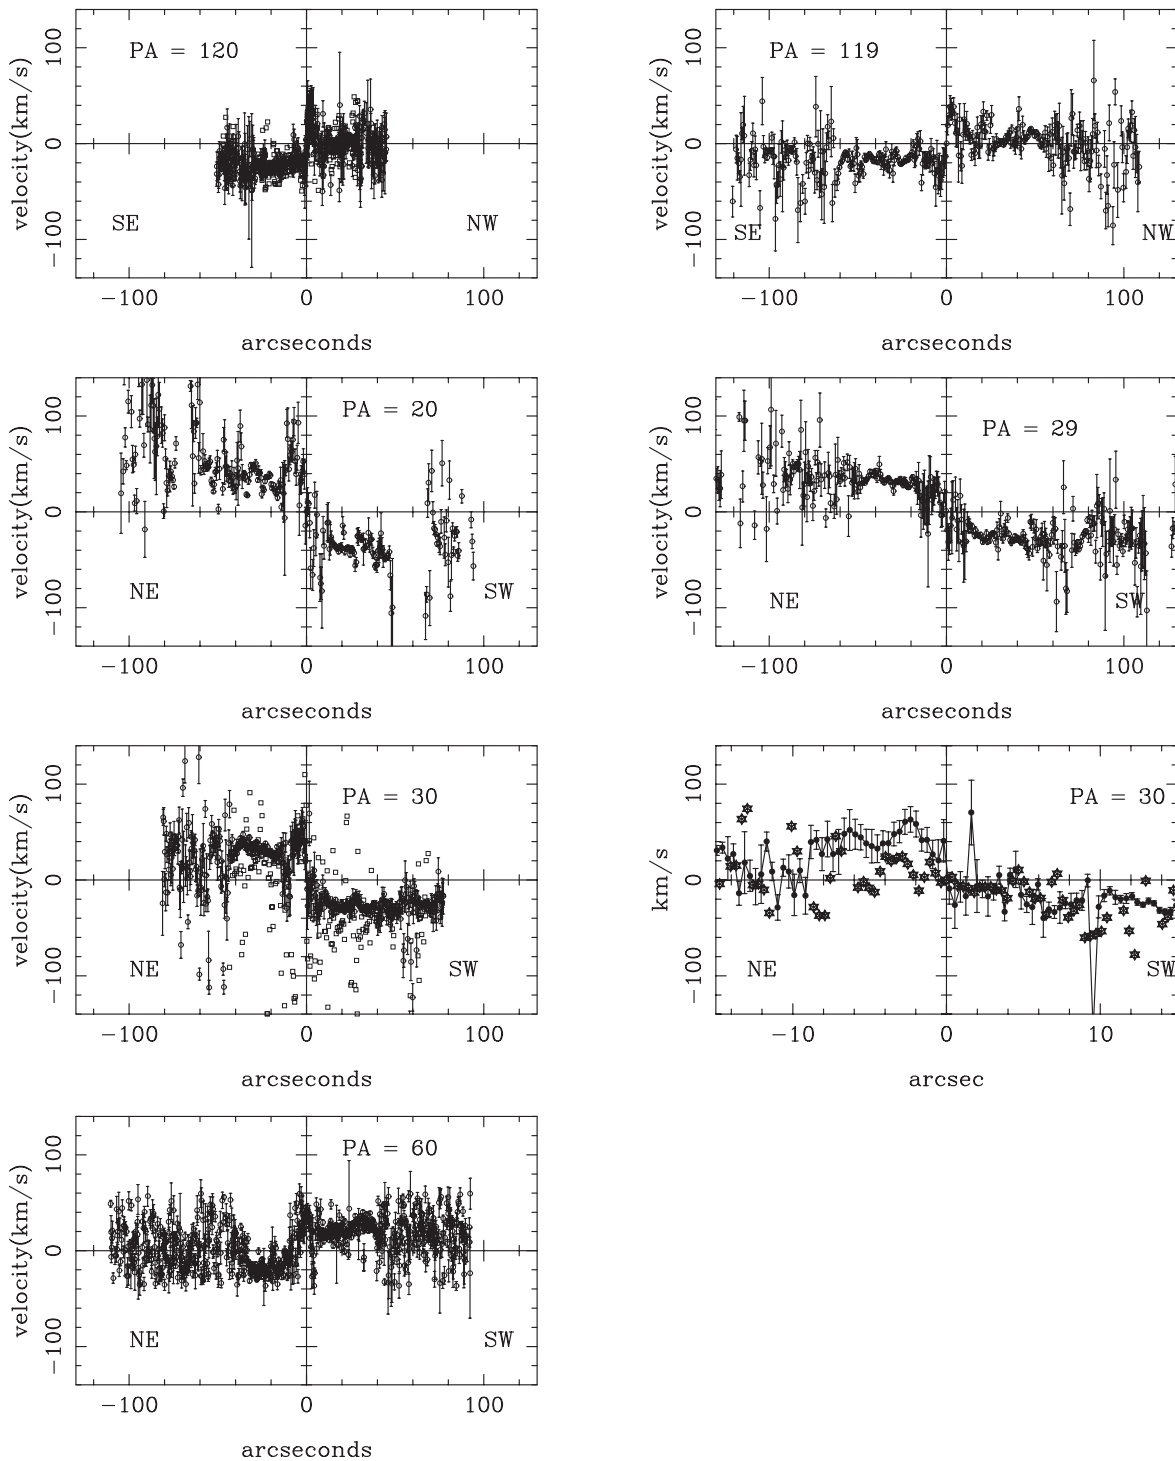 velocity(km/s)
100
0
−100
PA = 120
SE
NW
−100
0
100
arcseconds
velocity(km/s)
100
0
−100
PA = 119
SE
NW
−100
0
100
arcseconds
velocity(km/s)
100
0
−100
PA = 20
NE
SW
−100
0
100
arcseconds
velocity(km/s)
100
0
−100
PA = 29
NE
SW
−100
0
100
arcseconds
velocity(km/s)
100
0
−100
PA = 30
NE
SW
−100
0
100
arcseconds
km/s
100
0
−100
PA = 30
NE
SW
−10
0
10
arcsec
velocity(km/s)
100
0
−100
PA = 60
NE
SW
−100
0
100
arcseconds